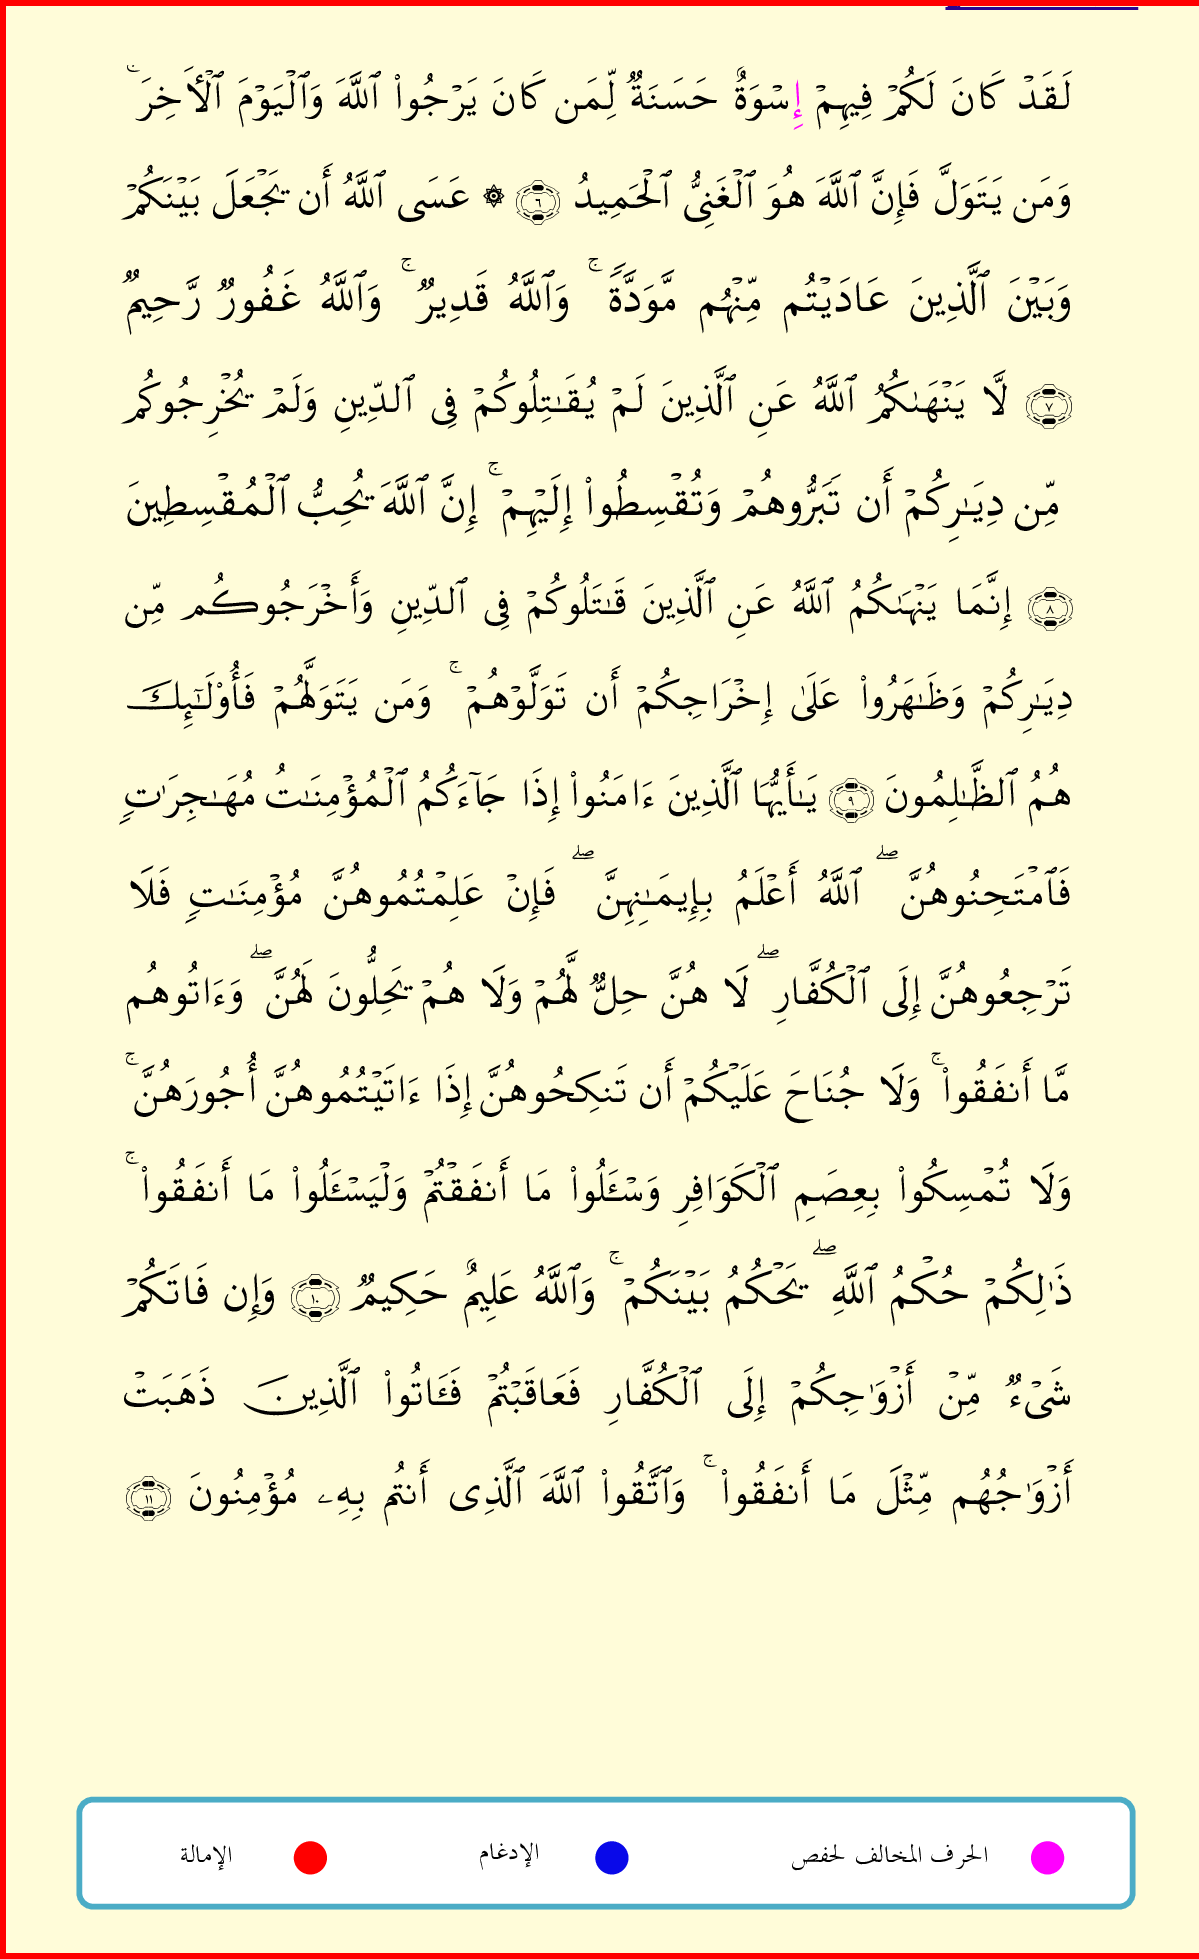 لَقَدْ كَانَ لَكُمْ فِيهِمْ إِسْوَةٌ حَسَنَةٌ لِّمَن كَانَ يَرْجُوا۟ ٱللَّهَ وَٱلْيَوْمَ ٱلْـَٔاخِرَ ۚ
وَمَن يَتَوَلَّ فَإِنَّ ٱللَّهَ هُوَ ٱلْغَنِىُّ ٱلْحَمِيدُ ٦ ۞ عَسَى ٱللَّهُ أَن يَجْعَلَ بَيْنَكُمْ
وَبَيْنَ ٱلَّذِينَ عَادَيْتُم مِّنْهُم مَّوَدَّةً ۚ وَٱللَّهُ قَدِيرٌ ۚ وَٱللَّهُ غَفُورٌ رَّحِيمٌ
٧ لَّا يَنْهَىٰكُمُ ٱللَّهُ عَنِ ٱلَّذِينَ لَمْ يُقَـٰتِلُوكُمْ فِى ٱلدِّينِ وَلَمْ يُخْرِجُوكُم
مِّن دِيَـٰرِكُمْ أَن تَبَرُّوهُمْ وَتُقْسِطُوٓا۟ إِلَيْهِمْ ۚ إِنَّ ٱللَّهَ يُحِبُّ ٱلْمُقْسِطِينَ
٨ إِنَّمَا يَنْهَىٰكُمُ ٱللَّهُ عَنِ ٱلَّذِينَ قَـٰتَلُوكُمْ فِى ٱلدِّينِ وَأَخْرَجُوكُم مِّن
دِيَـٰرِكُمْ وَظَـٰهَرُوا۟ عَلَىٰ إِخْرَاجِكُمْ أَن تَوَلَّوْهُمْ ۚ وَمَن يَتَوَلَّهُمْ فَأُو۟لَـٰٓئِكَ
هُمُ ٱلظَّـٰلِمُونَ ٩ يَـٰٓأَيُّهَا ٱلَّذِينَ ءَامَنُوا۟ إِذَا جَآءَكُمُ ٱلْمُؤْمِنَـٰتُ مُهَـٰجِرَٰتٍ
فَٱمْتَحِنُوهُنَّ ۖ ٱللَّهُ أَعْلَمُ بِإِيمَـٰنِهِنَّ ۖ فَإِنْ عَلِمْتُمُوهُنَّ مُؤْمِنَـٰتٍ فَلَا
تَرْجِعُوهُنَّ إِلَى ٱلْكُفَّارِ ۖ لَا هُنَّ حِلٌّ لَّهُمْ وَلَا هُمْ يَحِلُّونَ لَهُنَّ ۖ وَءَاتُوهُم
مَّا أَنفَقُوا۟ ۚ وَلَا جُنَاحَ عَلَيْكُمْ أَن تَنكِحُوهُنَّ إِذَا ءَاتَيْتُمُوهُنَّ أُجُورَهُنَّ ۚ
وَلَا تُمْسِكُوا۟ بِعِصَمِ ٱلْكَوَافِرِ وَسْـَٔلُوا۟ مَا أَنفَقْتُمْ وَلْيَسْـَٔلُوا۟ مَا أَنفَقُوا۟ ۚ
ذَٰلِكُمْ حُكْمُ ٱللَّهِ ۖ يَحْكُمُ بَيْنَكُمْ ۚ وَٱللَّهُ عَلِيمٌ حَكِيمٌ ١٠ وَإِن فَاتَكُمْ
شَىْءٌ مِّنْ أَزْوَٰجِكُمْ إِلَى ٱلْكُفَّارِ فَعَاقَبْتُمْ فَـَٔاتُوا۟ ٱلَّذِينَ ذَهَبَتْ
أَزْوَٰجُهُم مِّثْلَ مَا أَنفَقُوا۟ ۚ وَٱتَّقُوا۟ ٱللَّهَ ٱلَّذِى أَنتُم بِهِۦ مُؤْمِنُونَ ١١
الحرف المخالف لحفص الإدغام الإمالة